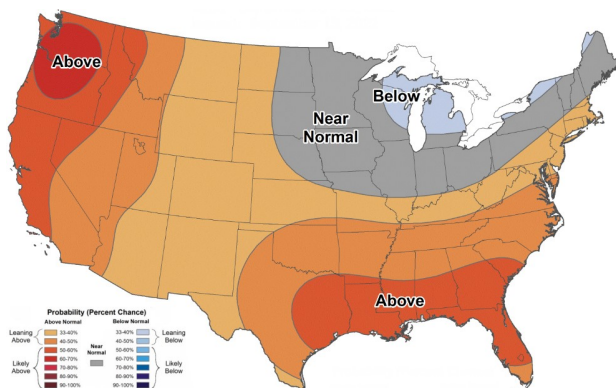 Above
Below
Near
Normal
Above
Probability (Percent Chance)
Above Normal
Below Normal
Leaning
Above
33-40%
40-50%
50-60%
60-70%
Likely
Above
70-80%
80-90%
90-100%
Near
Normal
33-40%
40-50%
50-60%
60-70%
70-80%
80-90%
90-100%
Leaning
Below
Likely
Below